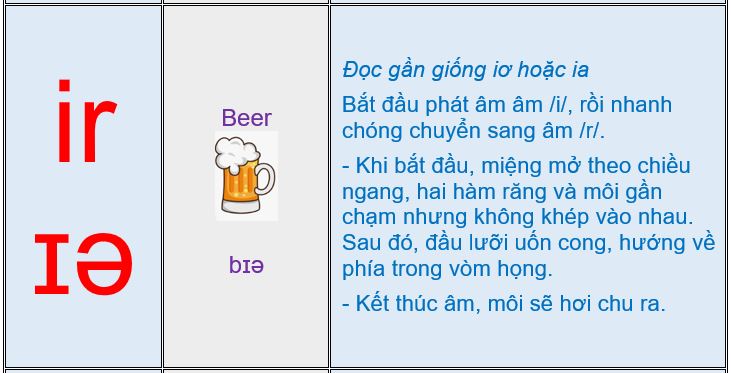 ir
ɪə
Beer
bɪə
Đọc gần giống iơ hoặc ia
Bắt đầu phát âm âm /i/, rồi nhanh
chóng chuyển sang âm /r/.
- Khi bắt đầu, miệng mở theo chiều
ngang, hai hàm răng và môi gần
chạm nhưng không khép vào nhau.
Sau đó, đầu lưỡi uốn cong, hướng về
phía trong vòm họng.
- Kết thúc âm, môi sẽ hơi chu ra.